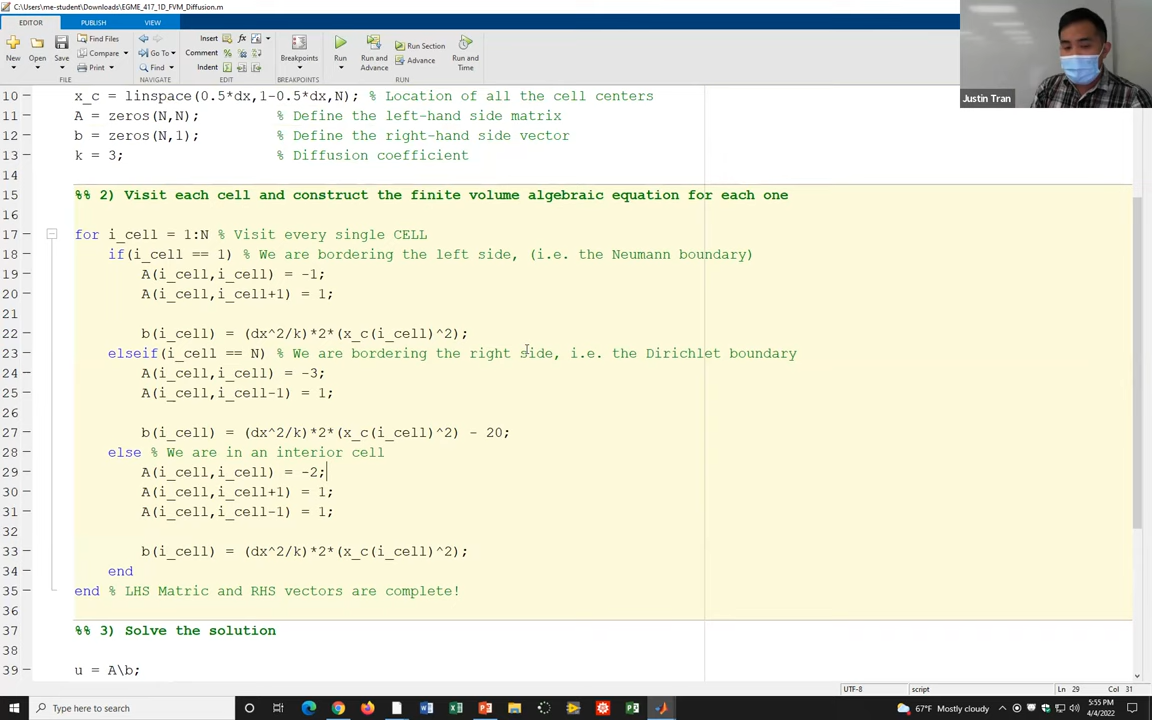 C:\Users\me-student\Downloads\EGME_417_1D_FVM_Diffusion.m
EDITOR PUBLISH VIEW
New Open Save Find Files Compare Print Go To Find Insert Comment Indent Breakpoints Run Run and Advance Run Section Advance Run and Time
FILE NAVIGATE EDIT BREAKPOINTS RUN
Justin Tran
10 x_c = linspace(0.5*dx,1-0.5*dx,N); % Location of all the cell centers
11 A = zeros(N,N); % Define the left-hand side matrix
12 b = zeros(N,1); % Define the right-hand side vector
13 k = 3; % Diffusion coefficient
14
15 %% 2) Visit each cell and construct the finite volume algebraic equation for each one
16
17 for i_cell = 1:N % Visit every single CELL
18 if(i_cell == 1) % We are bordering the left side, (i.e. the Neumann boundary)
19 A(i_cell,i_cell) = -1;
20 A(i_cell,i_cell+1) = 1;
21
22 b(i_cell) = (dx^2/k)*2*(x_c(i_cell)^2);
23 elseif(i_cell == N) % We are bordering the right side, i.e. the Dirichlet boundary
24 A(i_cell,i_cell) = -3;
25 A(i_cell,i_cell-1) = 1;
26
27 b(i_cell) = (dx^2/k)*2*(x_c(i_cell)^2) - 20;
28 else % We are in an interior cell
29 A(i_cell,i_cell) = -2;
30 A(i_cell,i_cell+1) = 1;
31 A(i_cell,i_cell-1) = 1;
32
33 b(i_cell) = (dx^2/k)*2*(x_c(i_cell)^2);
34 end
35 end % LHS Matric and RHS vectors are complete!
36
37 %% 3) Solve the solution
38
39 u = A\b;
UTF-8 script Ln 29 Col 31
Type here to search 67°F Mostly cloudy 5:55 PM
4/4/2022